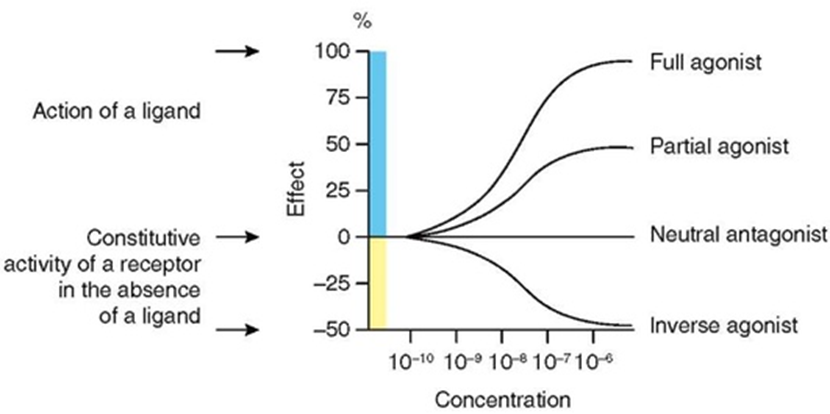 %
100
Full agonist
75
Action of a ligand
50
Partial agonist
Effect
25
Constitutive
activity of a receptor
in the absence
of a ligand
0
Neutral antagonist
–25
–50
Inverse agonist
10⁻¹⁰ 10⁻⁹ 10⁻⁸ 10⁻⁷ 10⁻⁶
Concentration